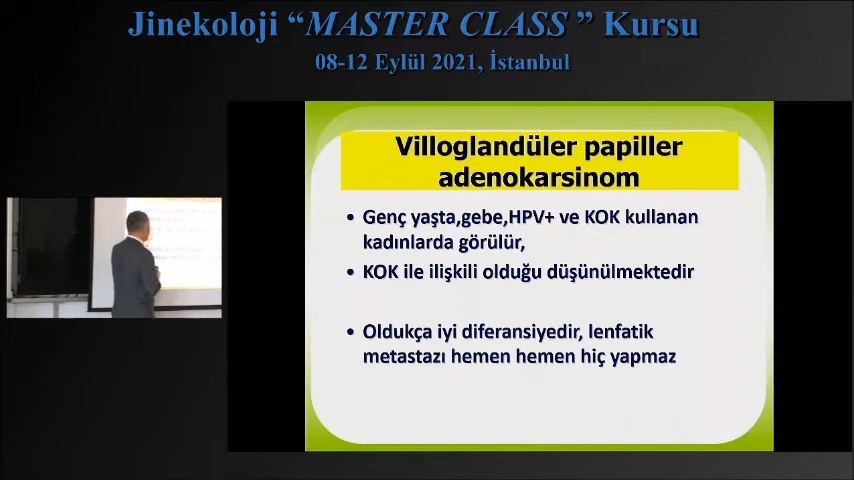 Jinekoloji “MASTER CLASS ” Kursu
08-12 Eylül 2021, İstanbul
Villoglandüler papiller
adenokarsinom
• Genç yaşta,gebe,HPV+ ve KOK kullanan
kadınlarda görülür,
• KOK ile ilişkili olduğu düşünülmektedir
• Oldukça iyi diferansiyedir, lenfatik
metastazı hemen hemen hiç yapmaz